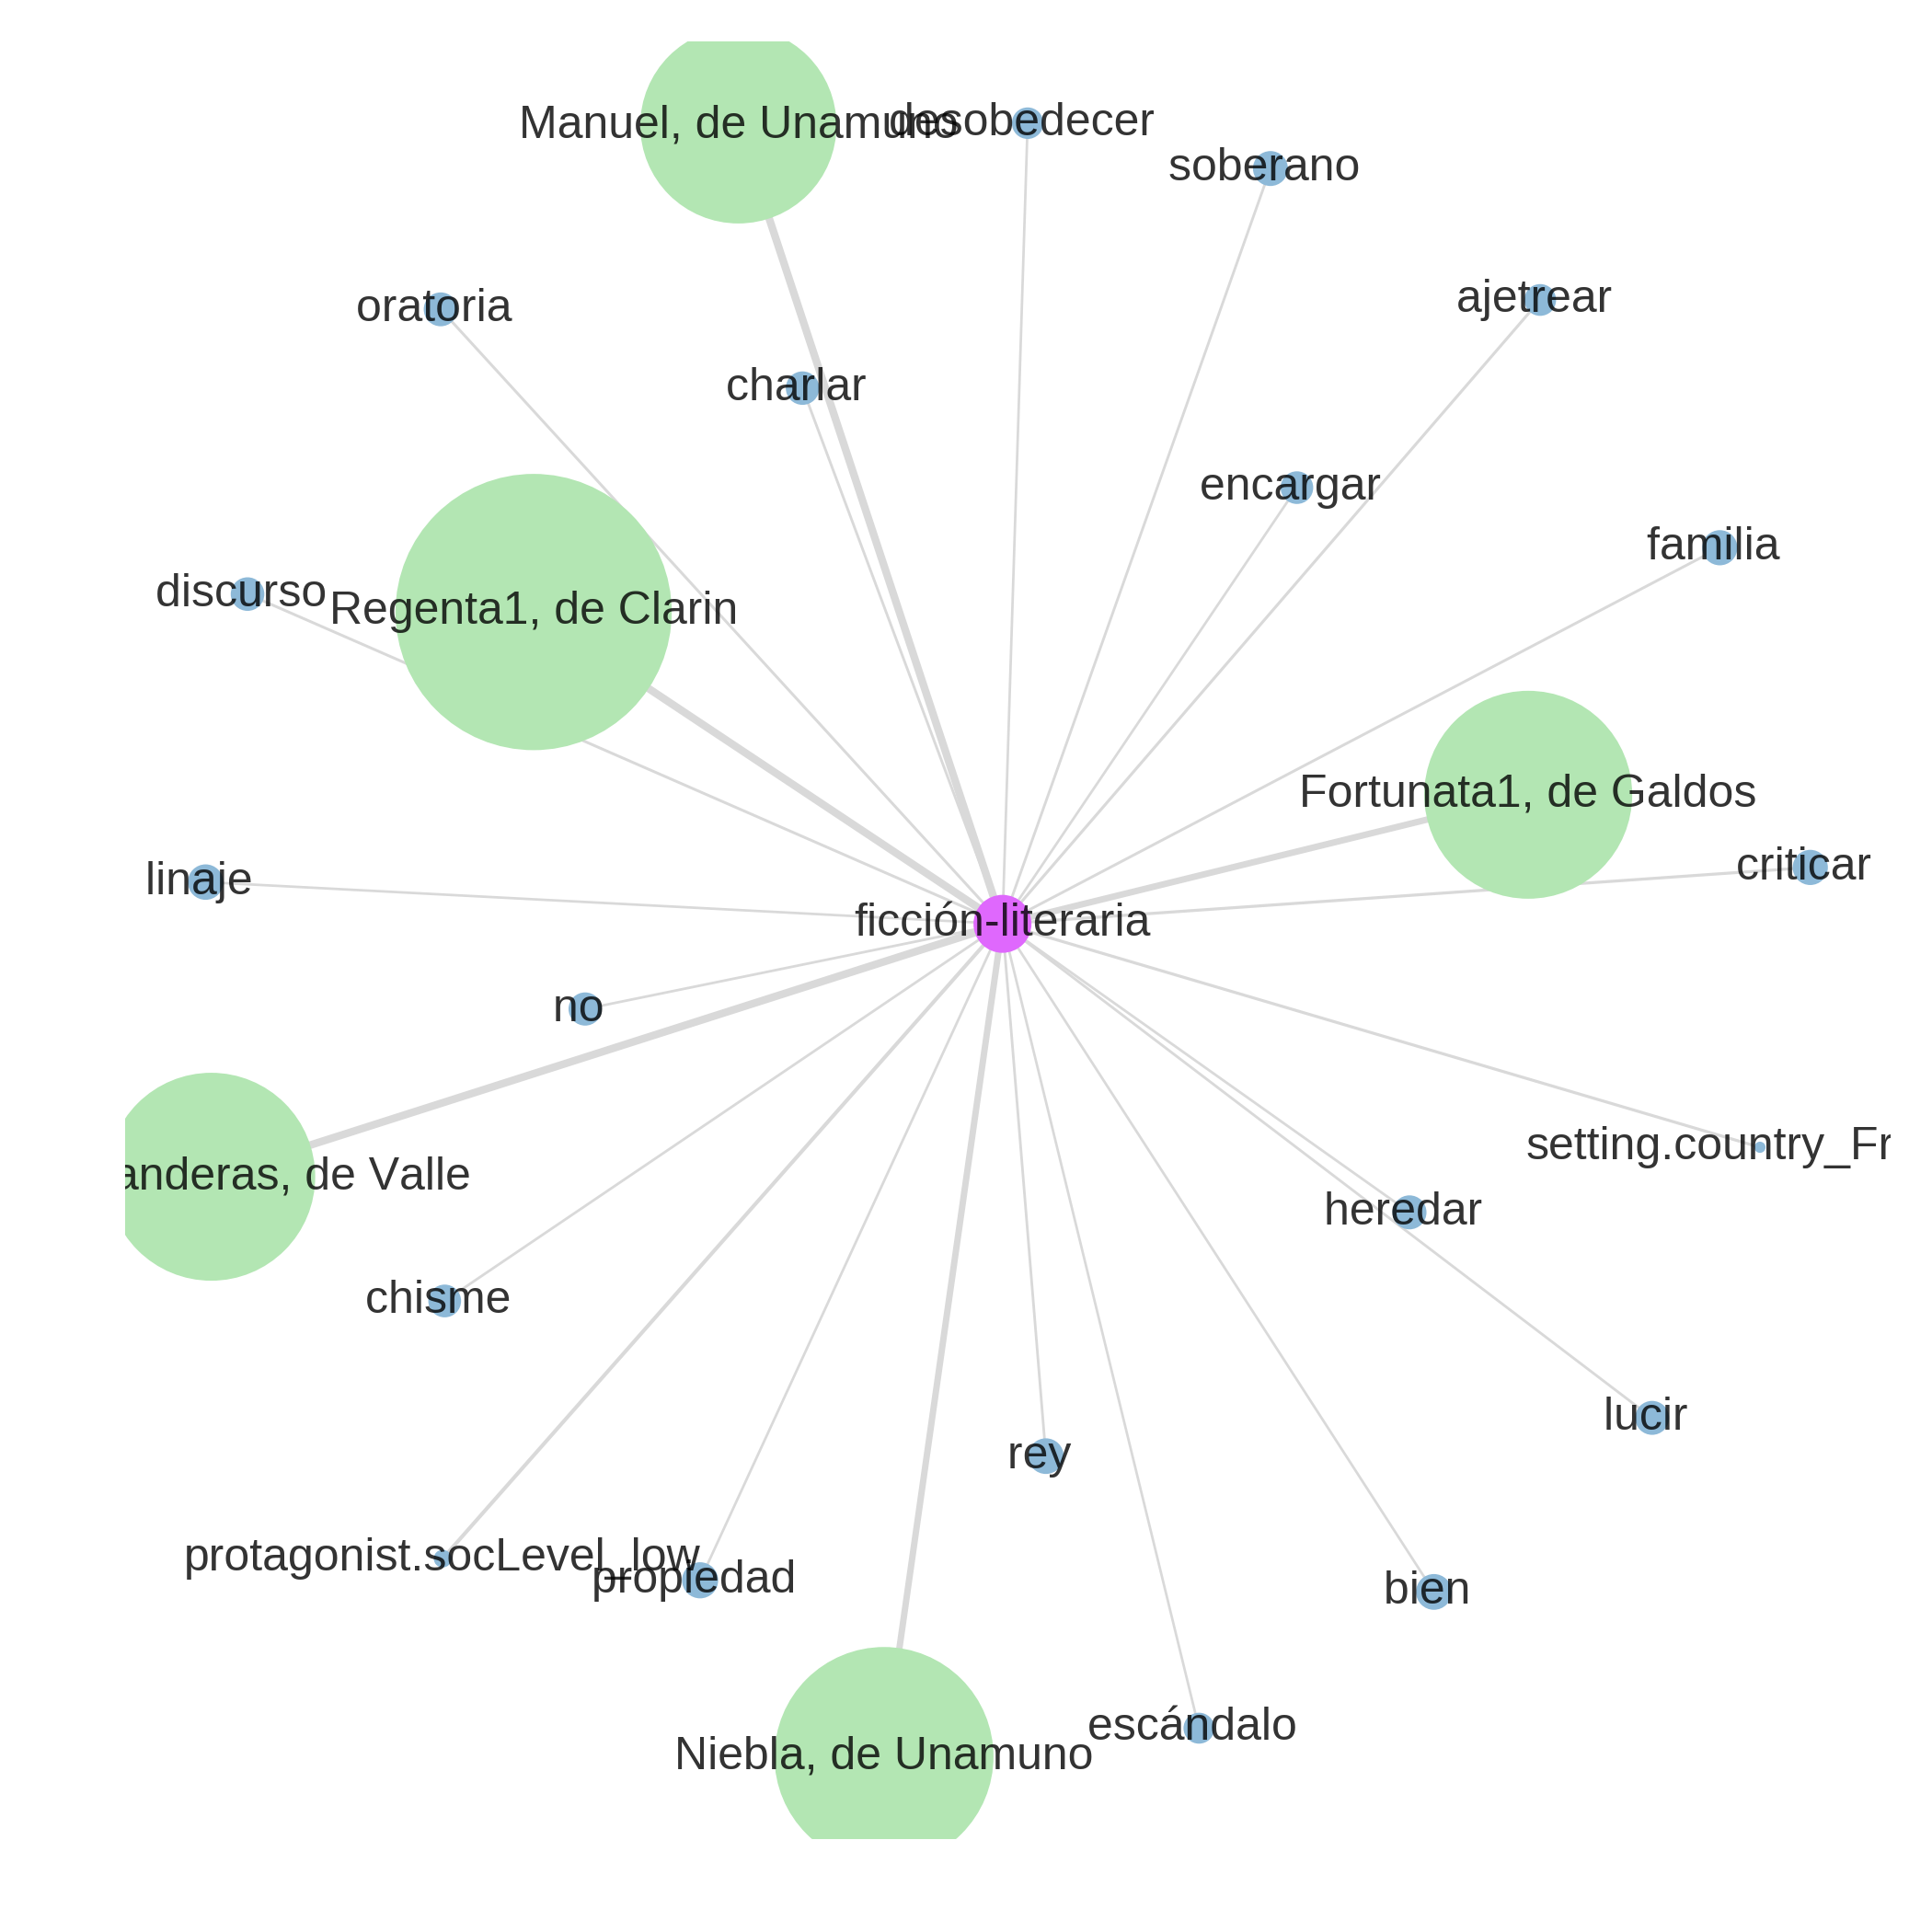 Manuel, de Unamuno
desobedecer
soberano
oratoria
ajetrear
charlar
encargar
familia
discurso
Regenta1, de Clarin
Fortunata1, de Galdos
criticar
linaje
ficción-literaria
no
setting.country_Fr
anderas, de Valle
heredar
chisme
lucir
rey
protagonist.socLevel_low
propiedad
bien
escándalo
Niebla, de Unamuno